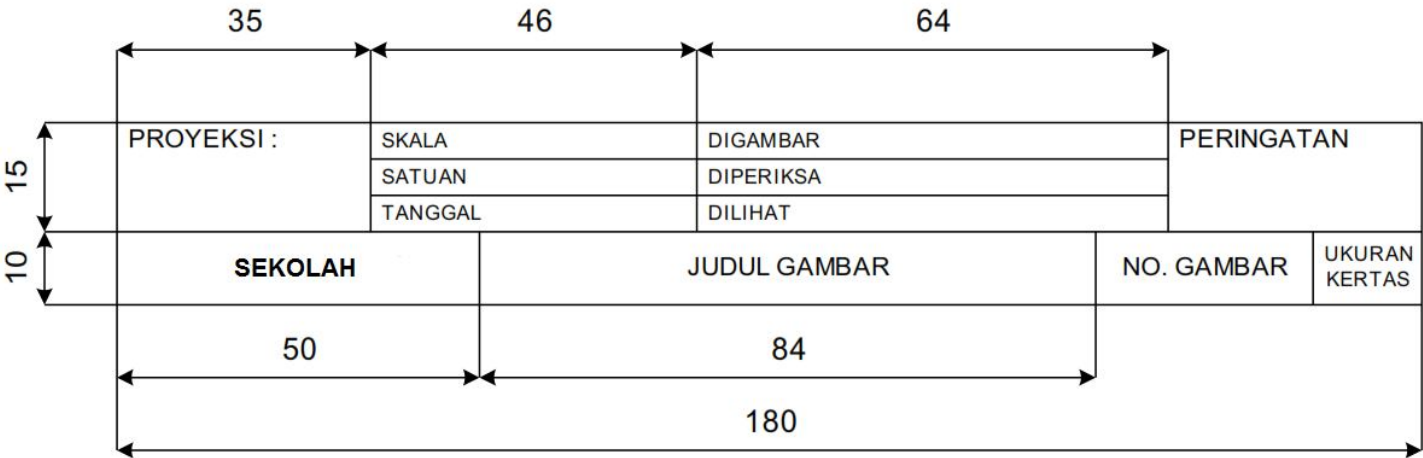 35 46 64
PROYEKSI : SKALA DIGAMBAR PERINGATAN
15 SATUAN DIPERIKSA
TANGGAL DILIHAT
10 SEKOLAH JUDUL GAMBAR NO. GAMBAR UKURAN
KERTAS
50 84
180